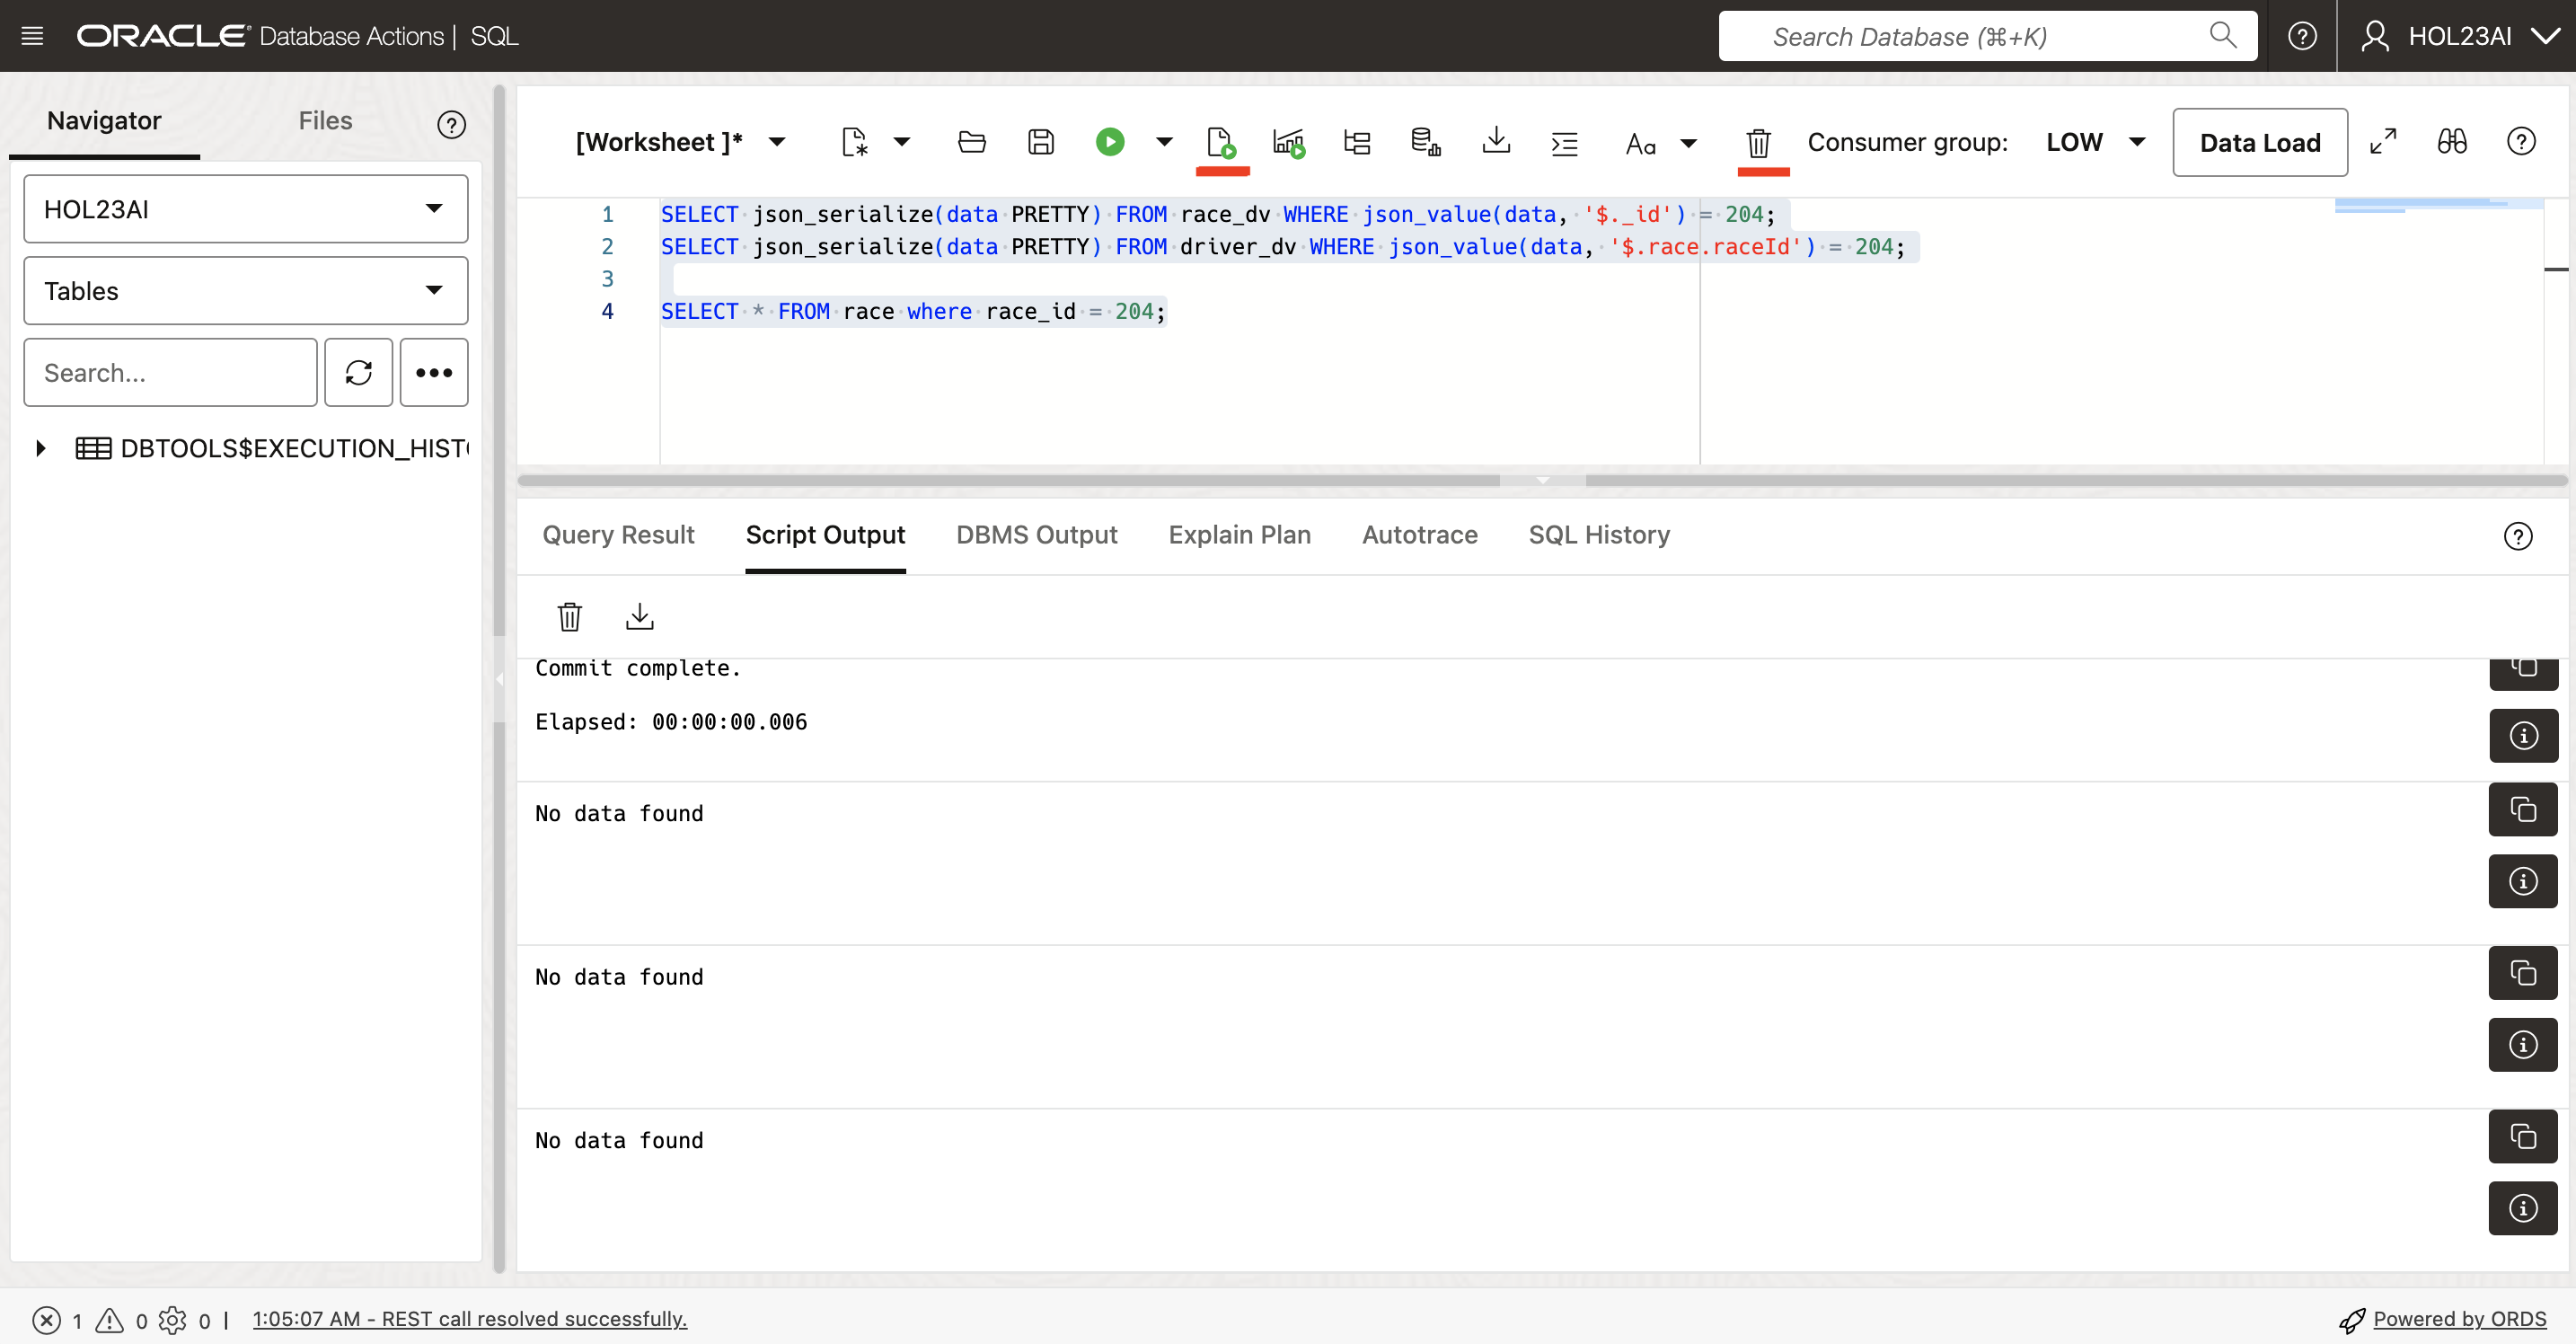 ORACLE Database Actions | SQL
Search Database (⌘+K)
HOL23AI
Navigator
Files
HOL23AI
Tables
Search...
DBTOOLS$EXECUTION_HIST
[Worksheet ]*
Aa
Consumer group:
LOW
Data Load
1 SELECT json_serialize(data PRETTY) FROM race_dv WHERE json_value(data, '$._id') = 204;
2 SELECT json_serialize(data PRETTY) FROM driver_dv WHERE json_value(data, '$.race.raceId') = 204;
3
4 SELECT * FROM race where race_id = 204;
Query Result
Script Output
DBMS Output
Explain Plan
Autotrace
SQL History
Commit complete.
Elapsed: 00:00:00.006
No data found
No data found
No data found
1 0 0 | 1:05:07 AM - REST call resolved successfully.
Powered by ORDS